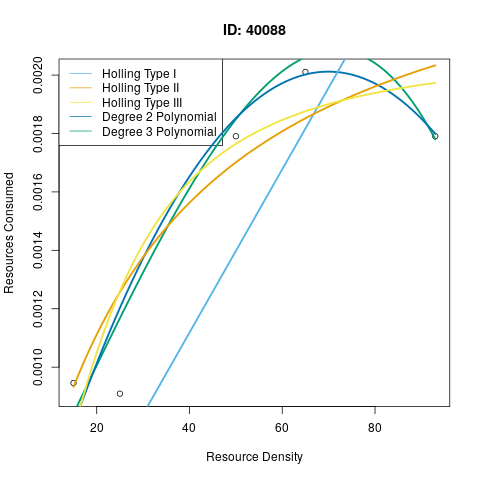 ID: 40088
Holling Type I
Holling Type II
Holling Type III
Degree 2 Polynomial
Degree 3 Polynomial
Resources Consumed
0.0020
0.0018
0.0016
0.0014
0.0012
0.0010
20 40 60 80
Resource Density